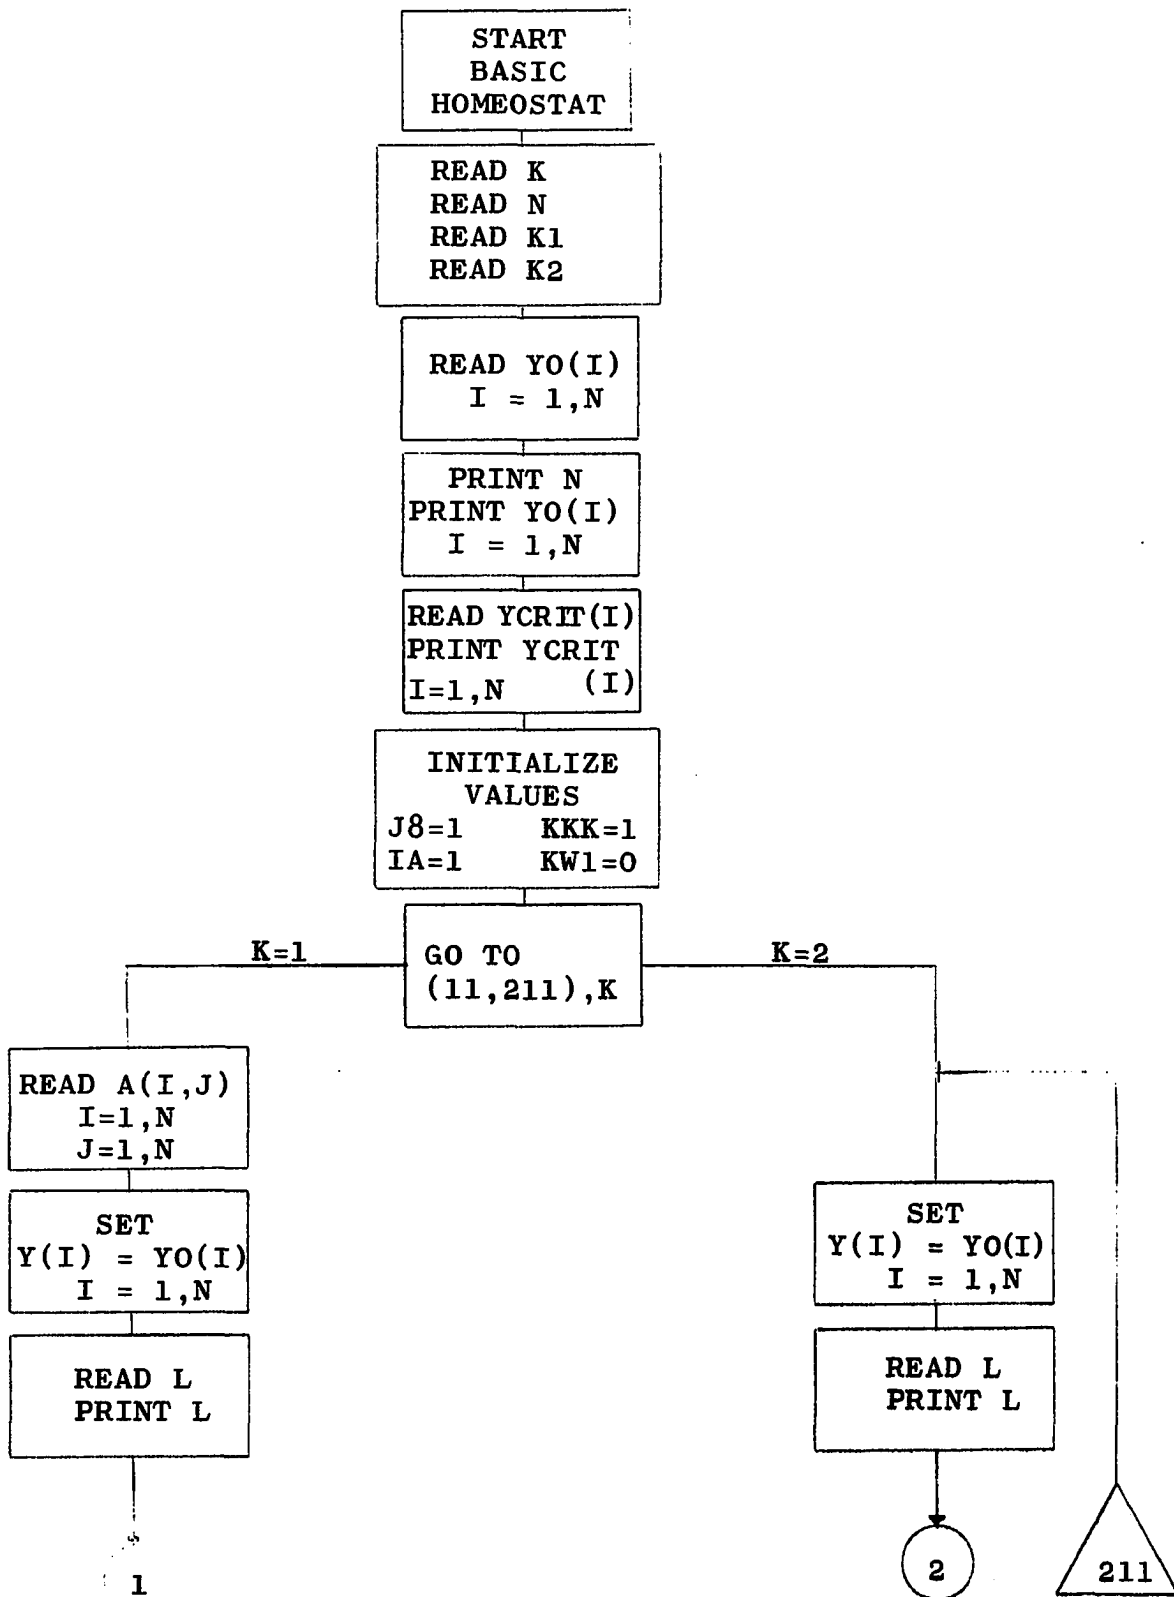 START
BASIC
HOMEOSTAT
READ K
READ N
READ K1
READ K2
READ YO(I)
I = 1,N
PRINT N
PRINT YO(I)
I = 1,N
READ YCRIT(I)
PRINT YCRIT
I=1,N (I)
INITIALIZE
VALUES
J8=1 KKK=1
IA=1 KW1=0
K=1
GO TO
(11,211),K
K=2
READ A(I,J)
I=1,N
J=1,N
SET
Y(I) = YO(I)
I = 1,N
READ L
PRINT L
1
SET
Y(I) = YO(I)
I = 1,N
READ L
PRINT L
2
211